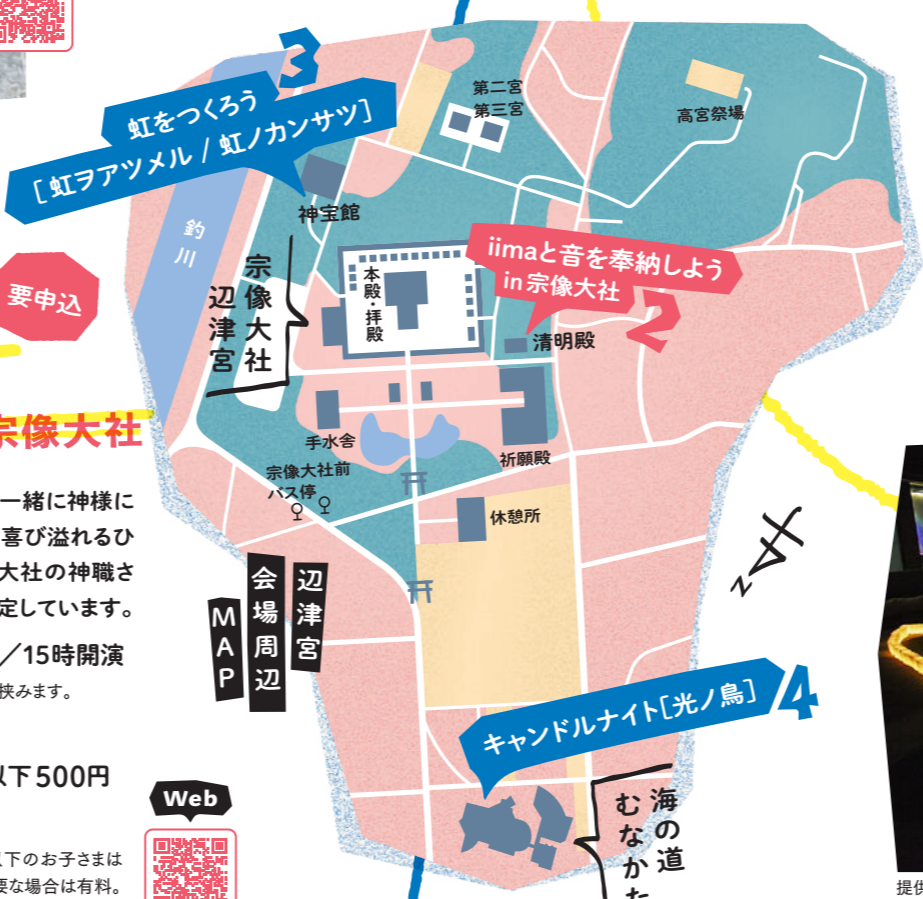 3
虹をつくろう
[虹ヲアツメル / 虹ノカンサツ]
第二宮
第三宮
高宮祭場
神宝館
釣川
要申込
宗像大社
辺津宮
本殿・拝殿
iimaと音を奉納しよう
in 宗像大社
2
清明殿
宗像大社
手水舎
祈願殿
宗像大社前
バス停
休憩所
一緒に神様に
喜び溢れるひ
大社の神職さ
定しています。
／15時開演
挟みます。
以下500円
辺津宮
会場周辺
MAP
N
キャンドルナイト[光ノ鳥]
4
海の道
むなかた
Web
以下のお子さまは
要な場合は有料。
提供